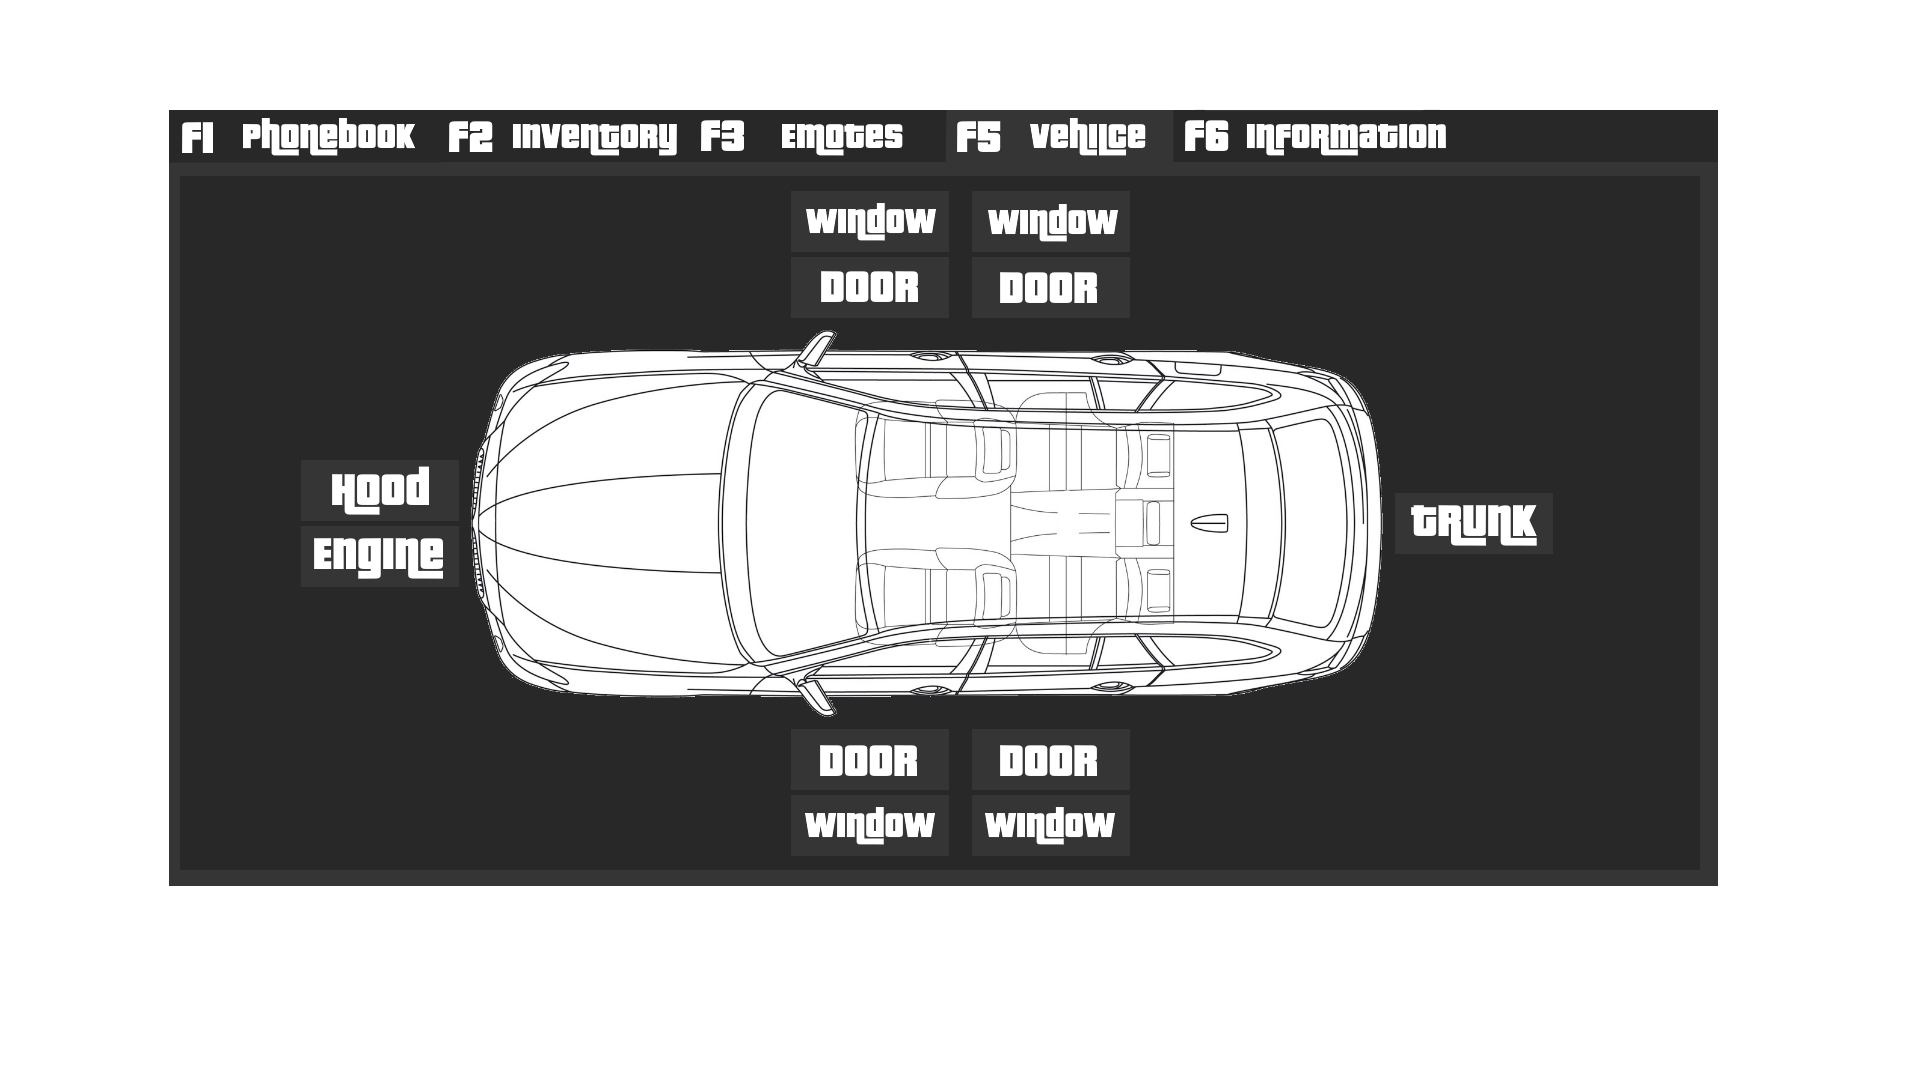 F1 Phonebook F2 Inventory F3 Emotes F5 Vehilce F6 Information
Window Window
DOOR DOOR
Hood
Engine
tRUnK
DOOR DOOR
Window Window